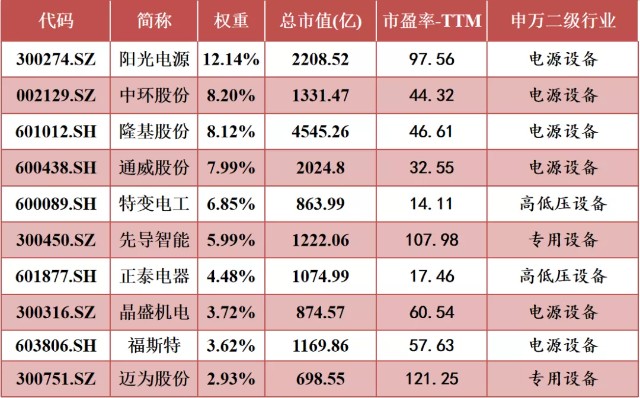 代码 简称 权重 总市值(亿) 市盈率-TTM 申万二级行业
300274.SZ 阳光电源 12.14% 2208.52 97.56 电源设备
002129.SZ 中环股份 8.20% 1331.47 44.32 电源设备
601012.SH 隆基股份 8.12% 4545.26 46.61 电源设备
600438.SH 通威股份 7.99% 2024.8 32.55 电源设备
600089.SH 特变电工 6.85% 863.99 14.11 高低压设备
300450.SZ 先导智能 5.99% 1222.06 107.98 专用设备
601877.SH 正泰电器 4.48% 1074.99 17.46 高低压设备
300316.SZ 晶盛机电 3.72% 874.57 60.54 电源设备
603806.SH 福斯特 3.62% 1169.86 57.63 电源设备
300751.SZ 迈为股份 2.93% 698.55 121.25 专用设备